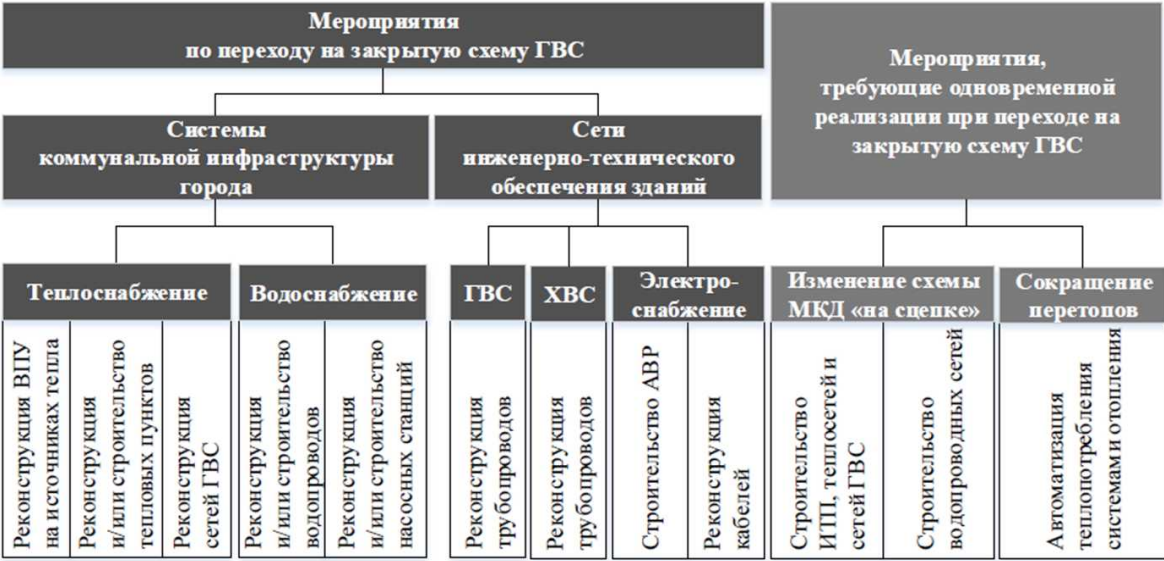 Мероприятия
по переходу на закрытую схему ГВС
Мероприятия,
требующие одновременной
реализации при переходе на
закрытую схему ГВС
Системы
коммунальной инфраструктуры
города
Сети
инженерно-технического
обеспечения зданий
Теплоснабжение
Водоснабжение
ГВС
ХВС
Электро-
снабжение
Изменение схемы
МКД «на сцепке»
Сокращение
перетопов
Реконструкция ВПУ
на источниках тепла
Реконструкция
и/или строительство
тепловых пунктов
Реконструкция
сетей ГВС
Реконструкция
и/или строительство
водопроводов
Реконструкция
и/или строительство
насосных станций
Реконструкция
трубопроводов
Реконструкция
трубопроводов
Строительство АВР
Реконструкция
кабелей
Строительство
ИТП, теплосетей и
сетей ГВС
Строительство
водопроводных сетей
Автоматизация
теплопотребления
системами отопления